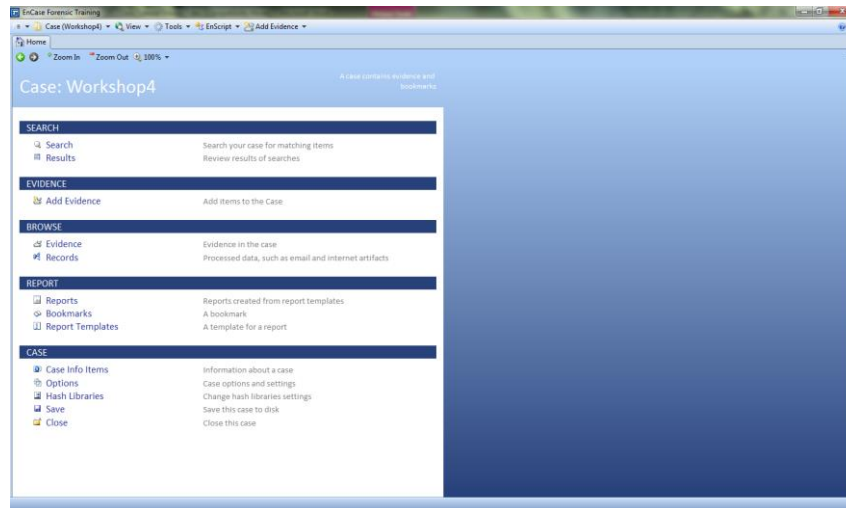 EnCase Forensic Training
Case (Workshop4) View Tools EnScript Add Evidence
Home
Zoom In Zoom Out 100%
Case: Workshop4
A case contains evidence and
bookmarks
SEARCH
Search Search your case for matching items
Results Review results of searches
EVIDENCE
Add Evidence Add items to the Case
BROWSE
Evidence Evidence in the case
Records Processed data, such as email and internet artifacts
REPORT
Reports Reports created from report templates
Bookmarks A bookmark
Report Templates A template for a report
CASE
Case Info Items Information about a case
Options Case options and settings
Hash Libraries Change hash libraries settings
Save Save this case to disk
Close Close this case